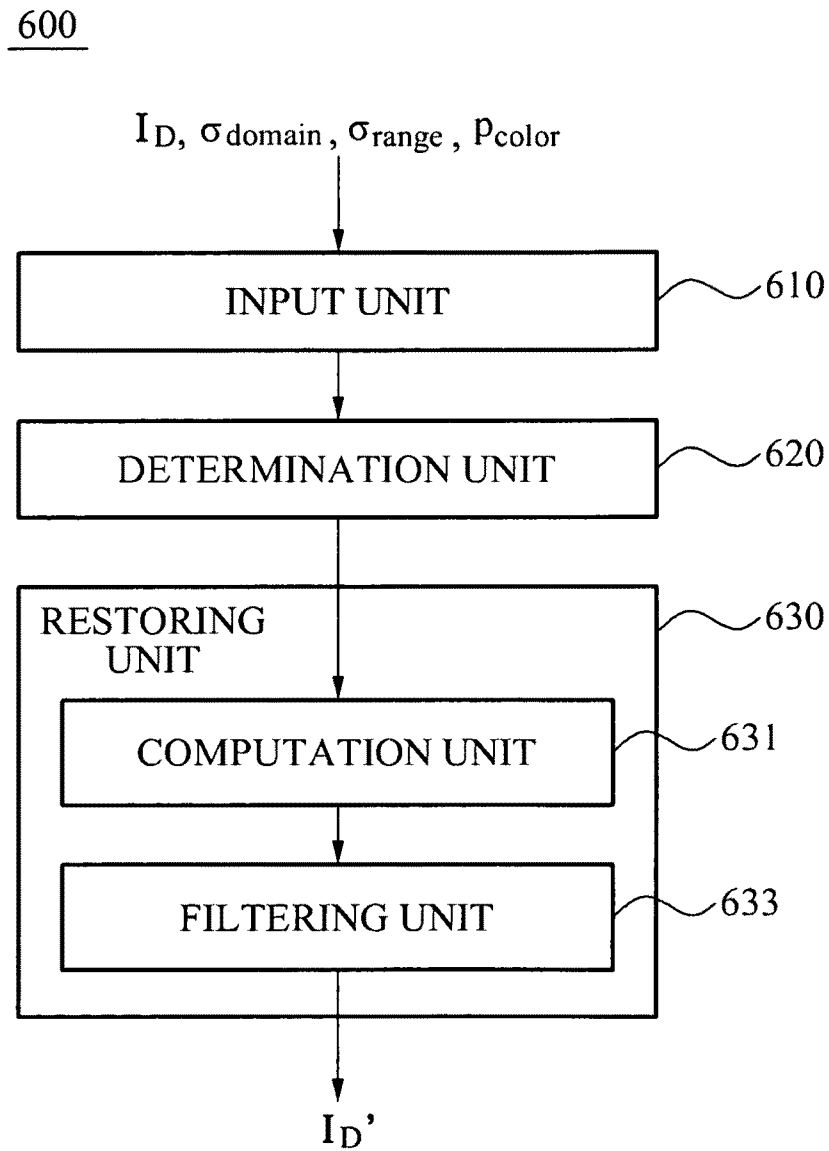 600
I_D, σ_domain, σ_range, p_color
INPUT UNIT
610
DETERMINATION UNIT
620
RESTORING
UNIT
630
COMPUTATION UNIT
631
FILTERING UNIT
633
I_D'